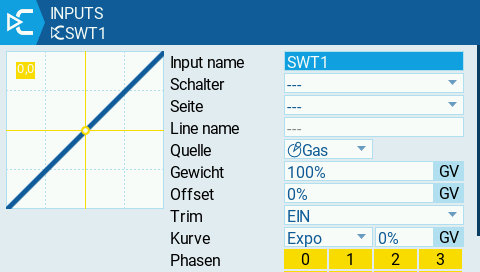 INPUTS
SWT1
0,0
Input name SWT1
Schalter ---
Seite ---
Line name ---
Quelle Gas
Gewicht 100% GV
Offset 0% GV
Trim EIN
Kurve Expo 0% GV
Phasen 0 1 2 3